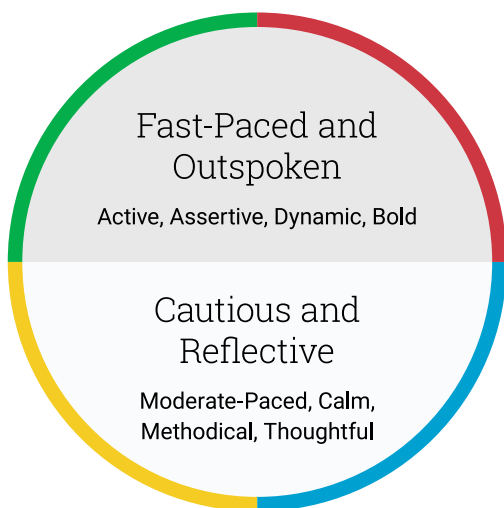 Fast-Paced and
Outspoken
Active, Assertive, Dynamic, Bold
Cautious and
Reflective
Moderate-Paced, Calm,
Methodical, Thoughtful